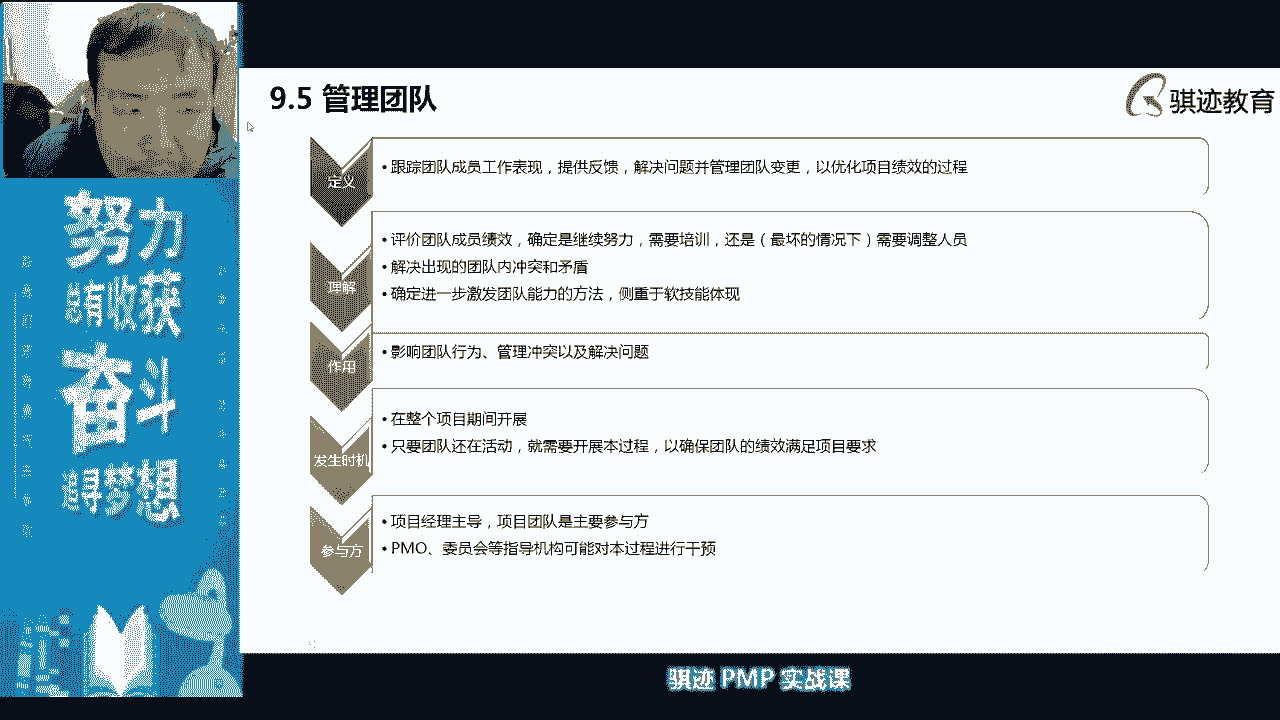 9.5 管理团队
骐迹教育
定义
• 跟踪团队成员工作表现，提供反馈，解决问题并管理团队变更，以优化项目绩效的过程
理解
• 评价团队成员绩效，确定是继续努力，需要培训，还是（最坏的情况下）需要调整人员
• 解决出现的团队内冲突和矛盾
• 确定进一步激发团队能力的方法，侧重于软技能体现
作用
• 影响团队行为、管理冲突以及解决问题
发生时机
• 在整个项目期间开展
• 只要团队还在活动，就需要开展本过程，以确保团队的绩效满足项目要求
参与方
• 项目经理主导，项目团队是主要参与方
• PMO、委员会等指导机构可能对本过程进行干预
努力
总有收获
奋斗
追寻梦想
骐迹 PMP 实战课